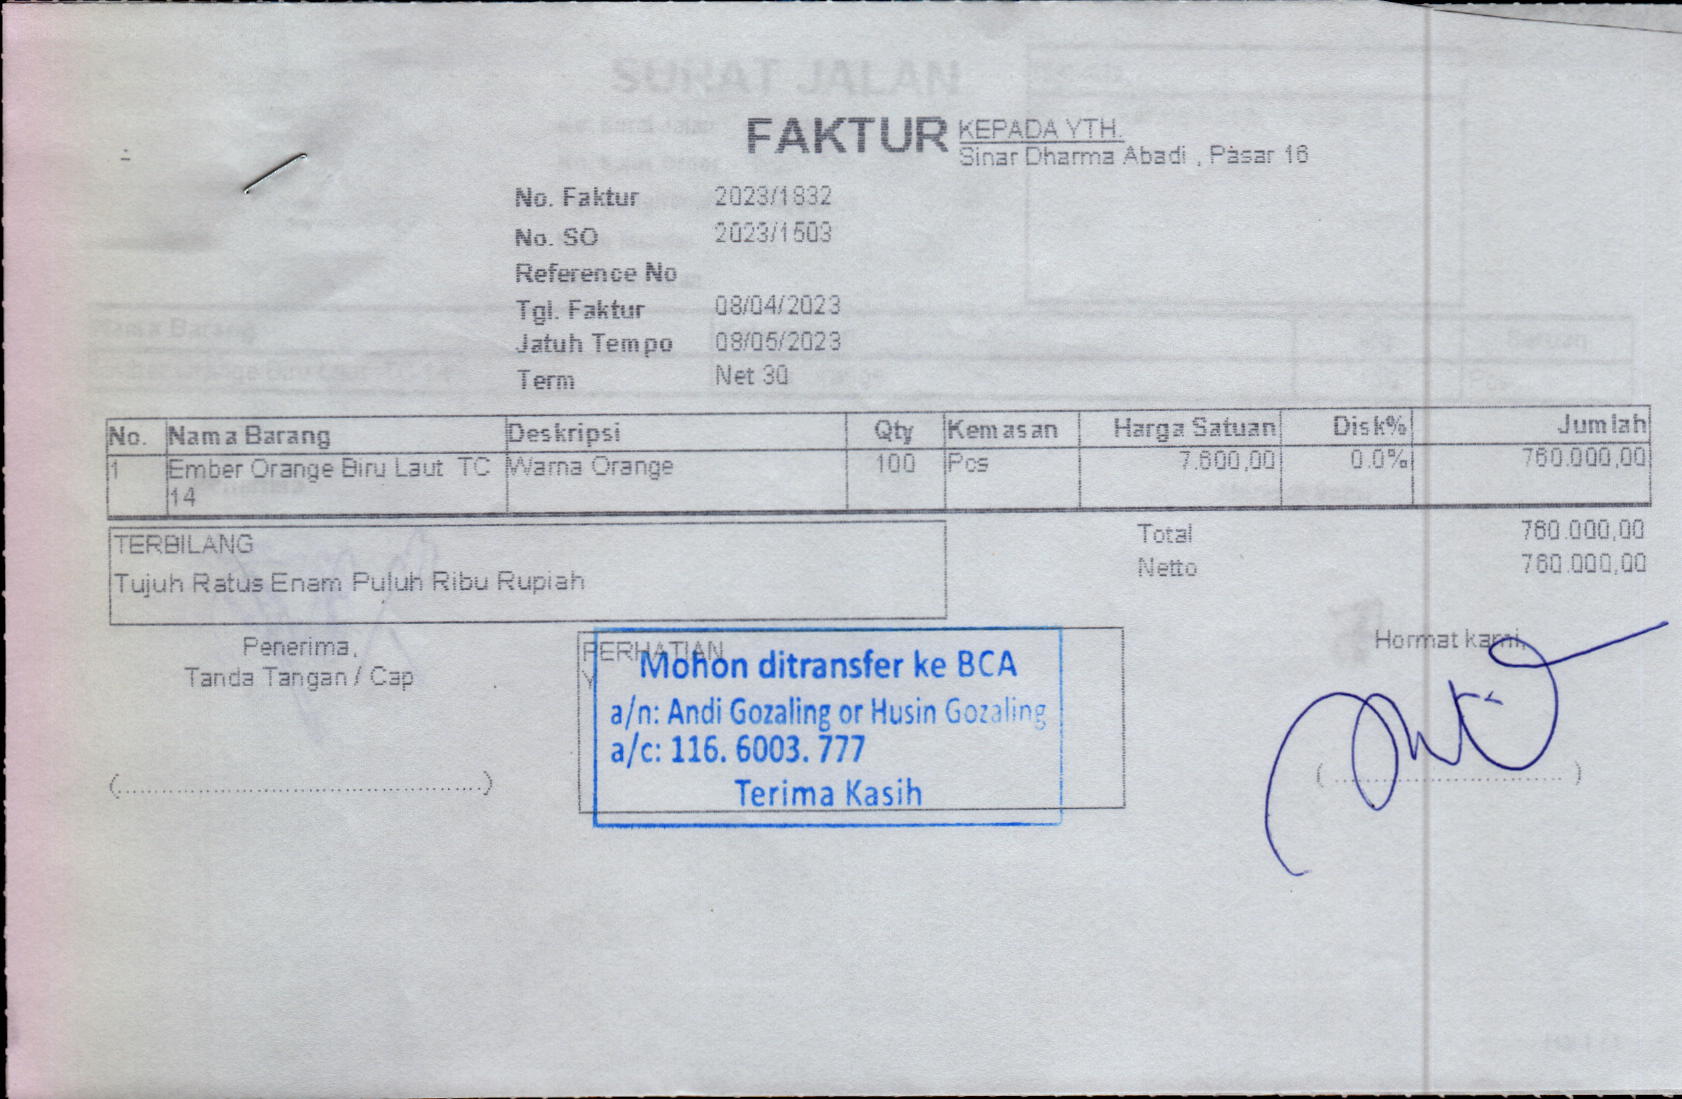 SURAT JALAN
FAKTUR
KEPADA YTH.
Sinar Dharma Abadi , Pasar 16
No. Faktur 2023/1832
No. SO 2023/1503
Reference No
Tgl. Faktur 08/04/2023
Jatuh Tempo 08/05/2023
Term Net 30
No. Nama Barang Deskripsi Qty Kemasan Harga Satuan Disk% Jumlah
1 Ember Orange Biru Laut TC Warna Orange 100 Pcs 7.600,00 0.0% 760.000,00
14
TERBILANG
Tujuh Ratus Enam Puluh Ribu Rupiah
Total 760.000,00
Netto 760.000,00
Penerima,
Tanda Tangan / Cap
PERHATIAN
Mohon ditransfer ke BCA
a/n: Andi Gozaling or Husin Gozaling
a/c: 116. 6003. 777
Terima Kasih
Hormat kami,